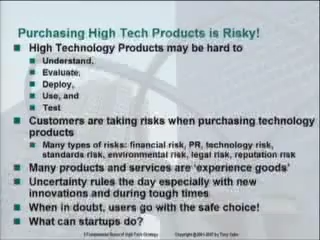 Purchasing High Tech Products is Risky!
High Technology Products may be hard to
Understand,
Evaluate,
Deploy,
Use, and
Test
Customers are taking risks when purchasing technology
products
Many types of risks: financial risk, PR, technology risk,
standards risk, environmental risk, legal risk, reputation risk
Many products and services are ‘experience goods’
Uncertainty rules the day especially with new
innovations and during tough times
When in doubt, users go with the safe choice!
What can startups do?
High Tech Strategy Copyright